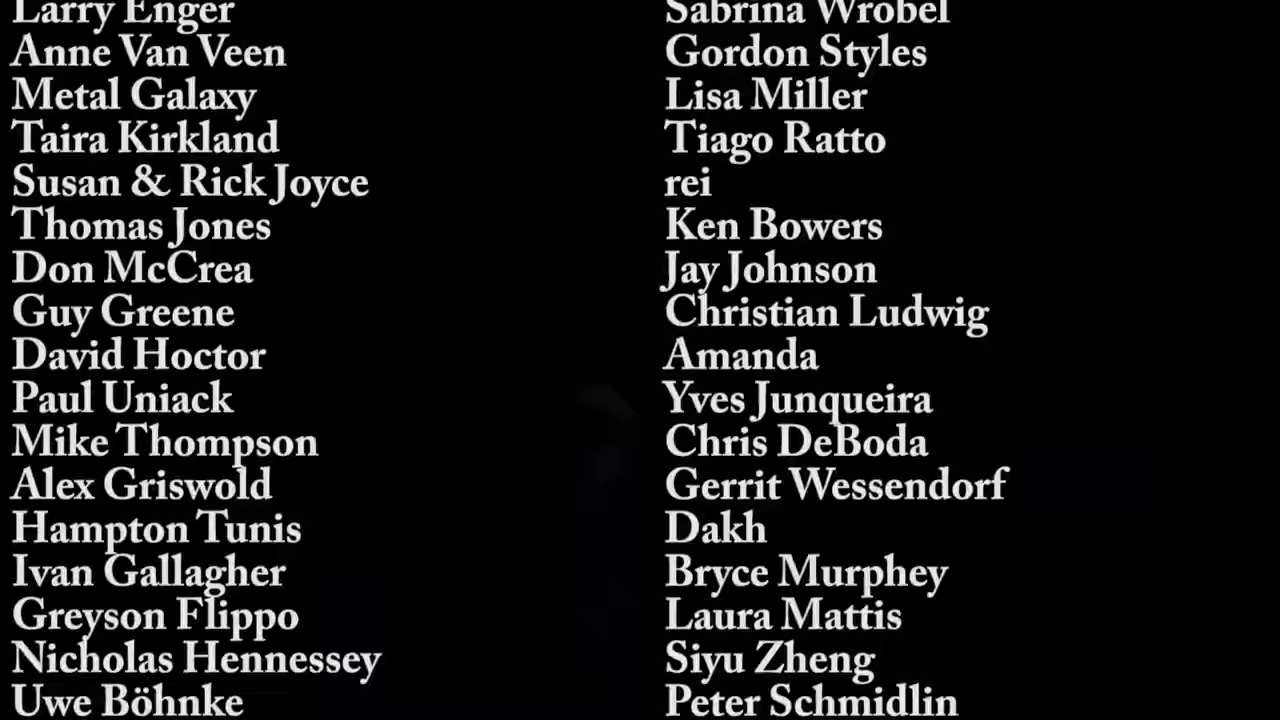 Larry Enger
Anne Van Veen
Metal Galaxy
Taira Kirkland
Susan & Rick Joyce
Thomas Jones
Don McCrea
Guy Greene
David Hoctor
Paul Uniack
Mike Thompson
Alex Griswold
Hampton Tunis
Ivan Gallagher
Greyson Flippo
Nicholas Hennessey
Uwe Böhnke
Sabrina Wrobel
Gordon Styles
Lisa Miller
Tiago Ratto
rei
Ken Bowers
Jay Johnson
Christian Ludwig
Amanda
Yves Junqueira
Chris DeBoda
Gerrit Wessendorf
Dakh
Bryce Murphey
Laura Mattis
Siyu Zheng
Peter Schmidlin